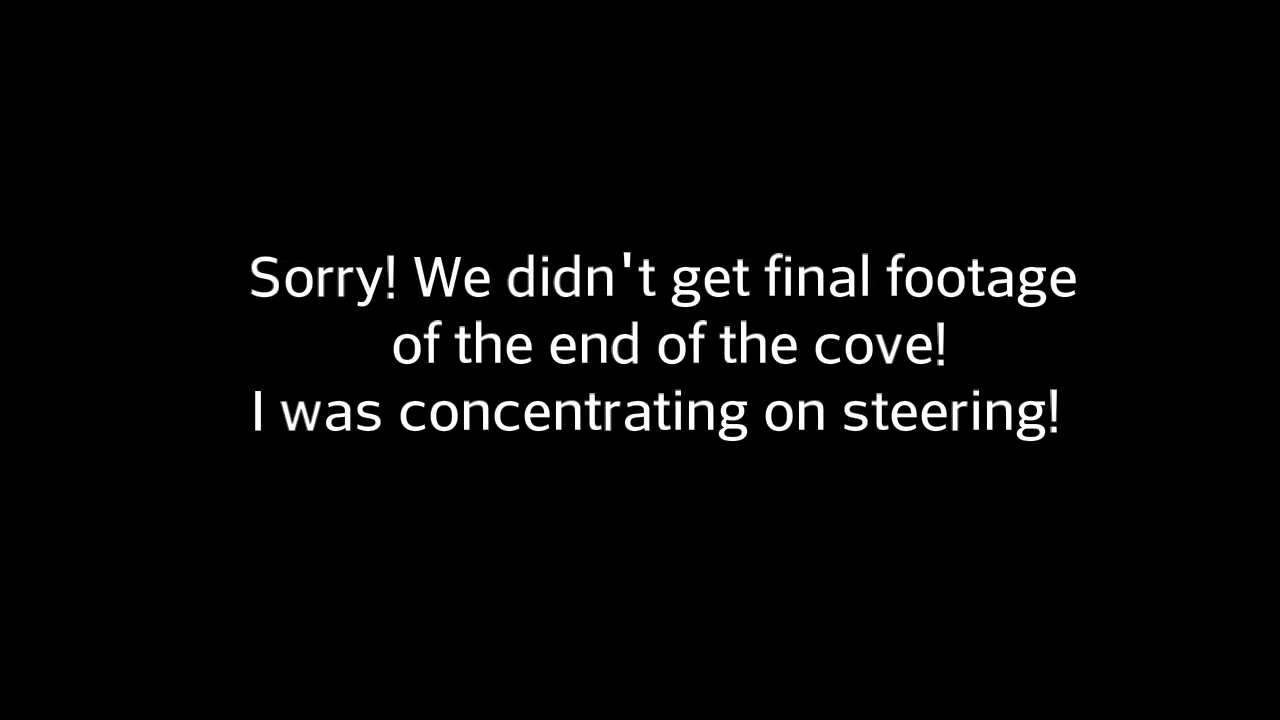 Sorry! We didn't get final footage
of the end of the cove!
I was concentrating on steering!